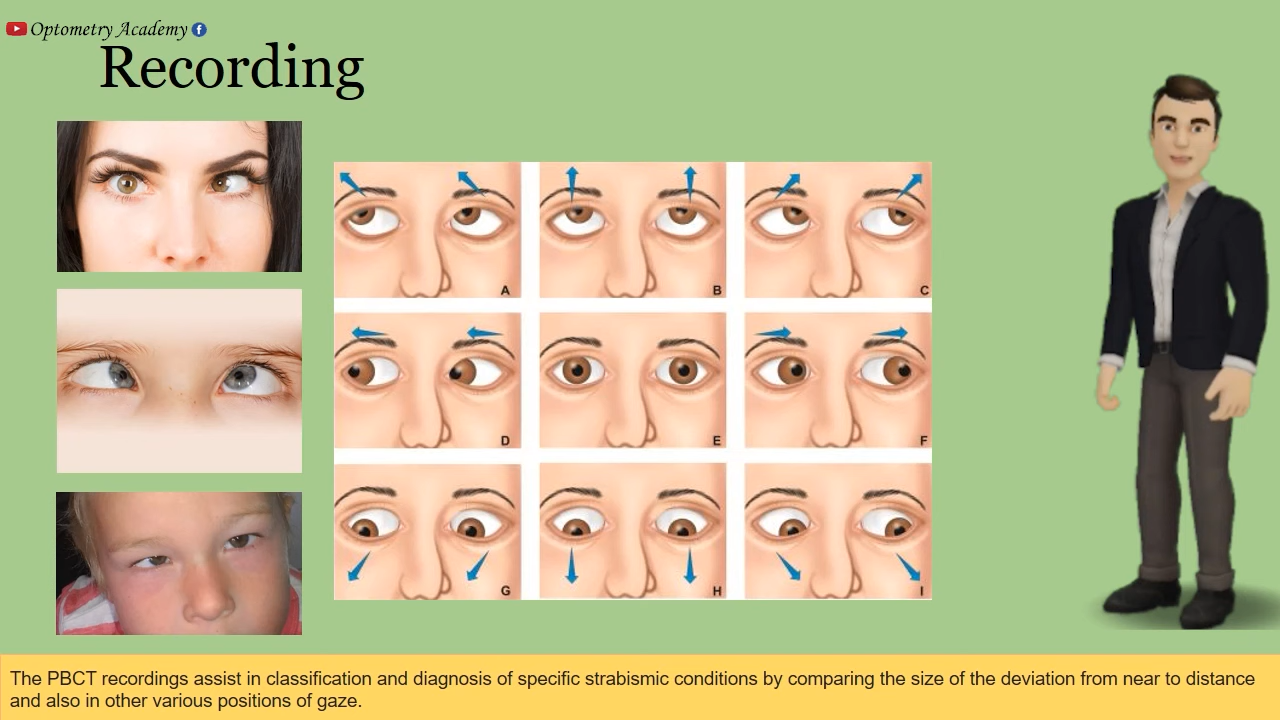 Optometry Academy
Recording
A
B
C
D
E
F
G
H
I
The PBCT recordings assist in classification and diagnosis of specific strabismic conditions by comparing the size of the deviation from near to distance
and also in other various positions of gaze.